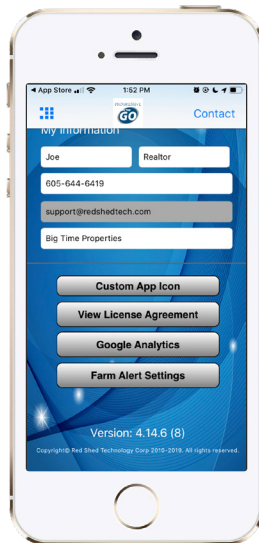 App Store
1:52 PM
GO
Contact
My Information
Joe
Realtor
605-644-6419
support@redshedtech.com
Big Time Properties
Custom App Icon
View License Agreement
Google Analytics
Farm Alert Settings
Version: 4.14.6 (8)
Copyright© Red Shed Technology Corp 2010-2019. All rights reserved.